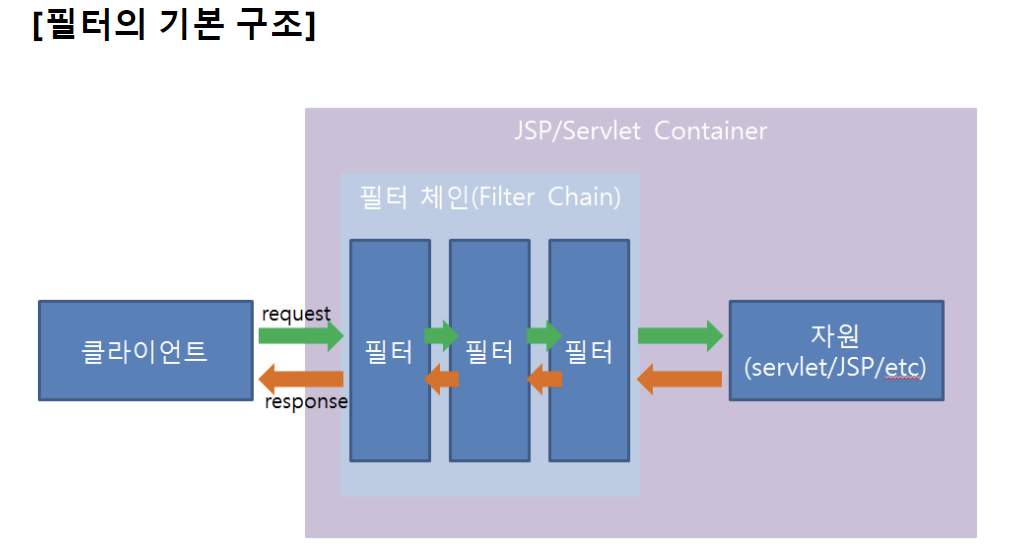 [필터의 기본 구조]
JSP/Servlet Container
필터 체인(Filter Chain)
request
클라이언트
필터
필터
필터
자원
(servlet/JSP/etc)
response